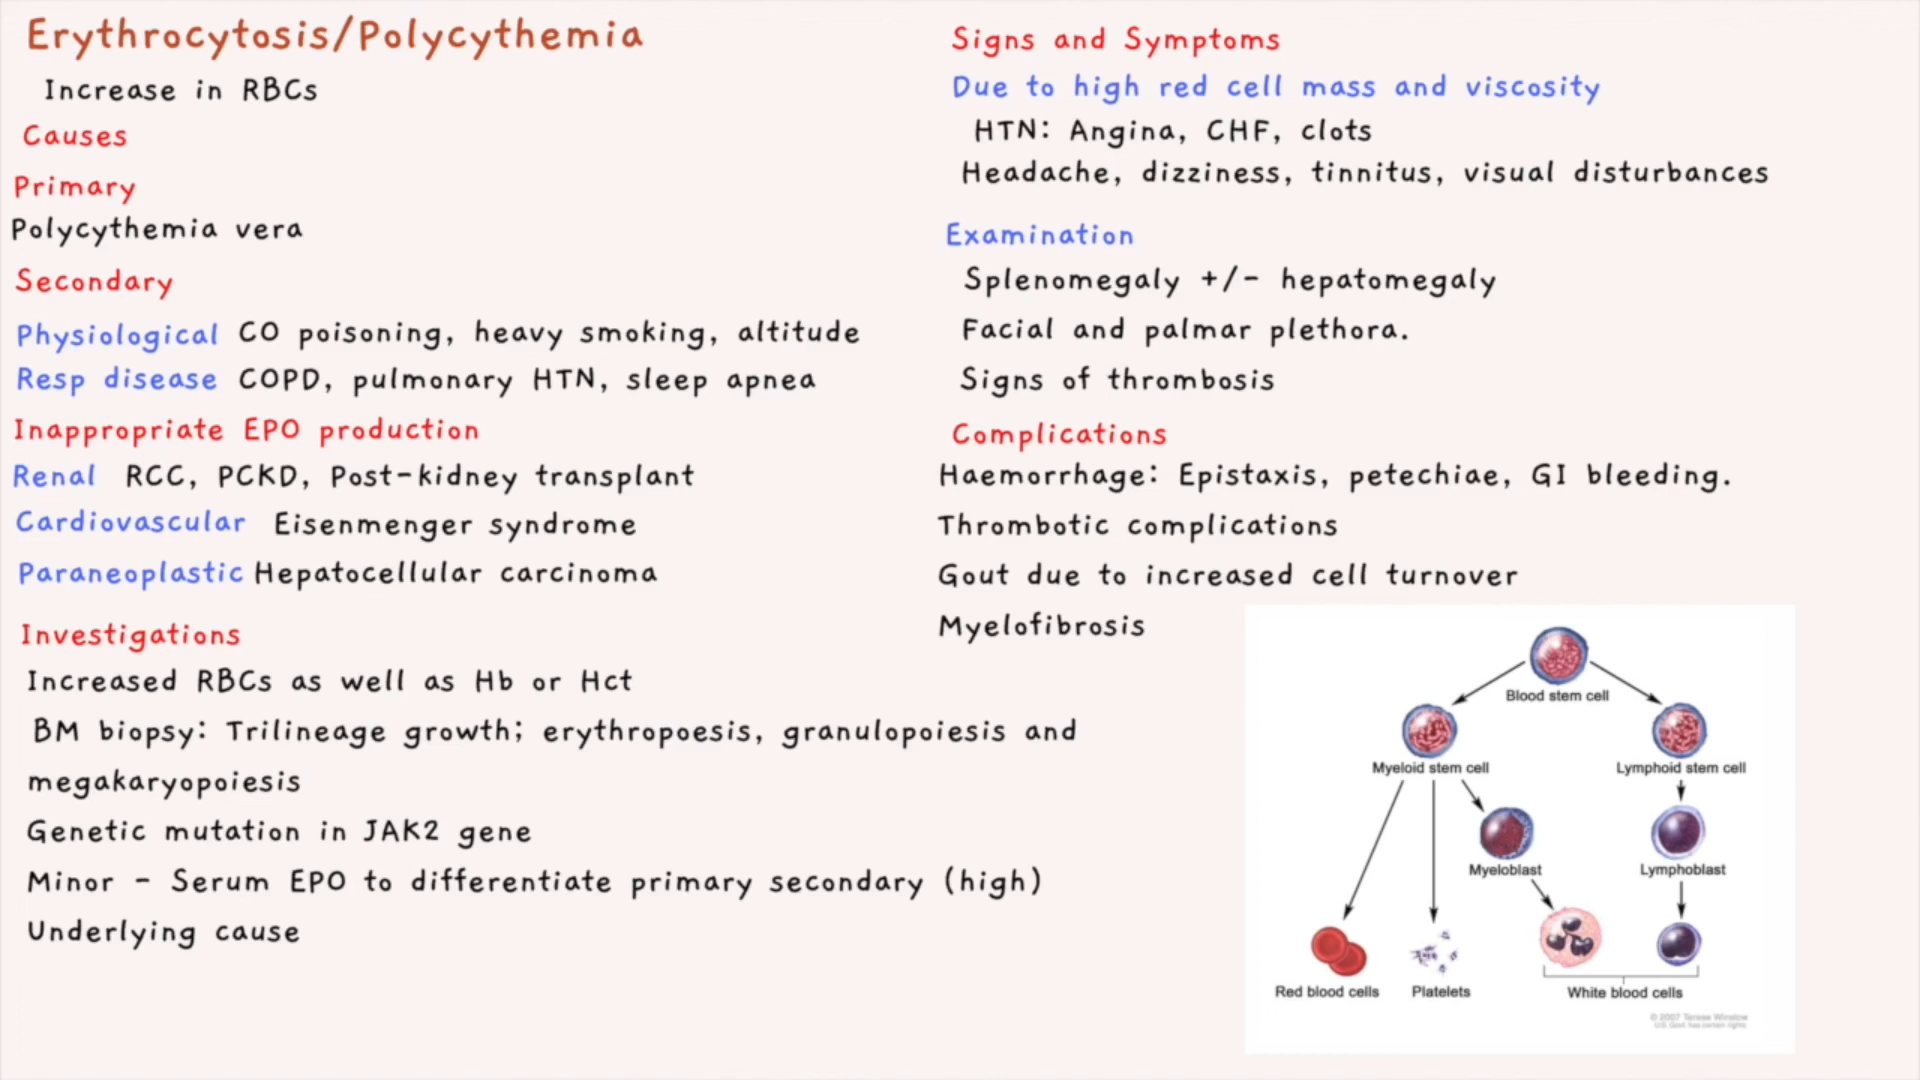 Erythrocytosis/Polycythemia
Increase in RBCs
Causes
Primary
Polycythemia vera
Secondary
Physiological CO poisoning, heavy smoking, altitude
Resp disease COPD, pulmonary HTN, sleep apnea
Inappropriate EPO production
Renal RCC, PCKD, Post-kidney transplant
Cardiovascular Eisenmenger syndrome
Paraneoplastic Hepatocellular carcinoma
Investigations
Increased RBCs as well as Hb or Hct
BM biopsy: Trilineage growth; erythropoesis, granulopoiesis and
megakaryopoiesis
Genetic mutation in JAK2 gene
Minor - Serum EPO to differentiate primary secondary (high)
Underlying cause
Signs and Symptoms
Due to high red cell mass and viscosity
HTN: Angina, CHF, clots
Headache, dizziness, tinnitus, visual disturbances
Examination
Splenomegaly +/- hepatomegaly
Facial and palmar plethora.
Signs of thrombosis
Complications
Haemorrhage: Epistaxis, petechiae, GI bleeding.
Thrombotic complications
Gout due to increased cell turnover
Myelofibrosis
Blood stem cell
Myeloid stem cell
Lymphoid stem cell
Myeloblast
Lymphoblast
Red blood cells
Platelets
White blood cells
© 2007 Terese Winslow
U.S. Govt. has certain rights